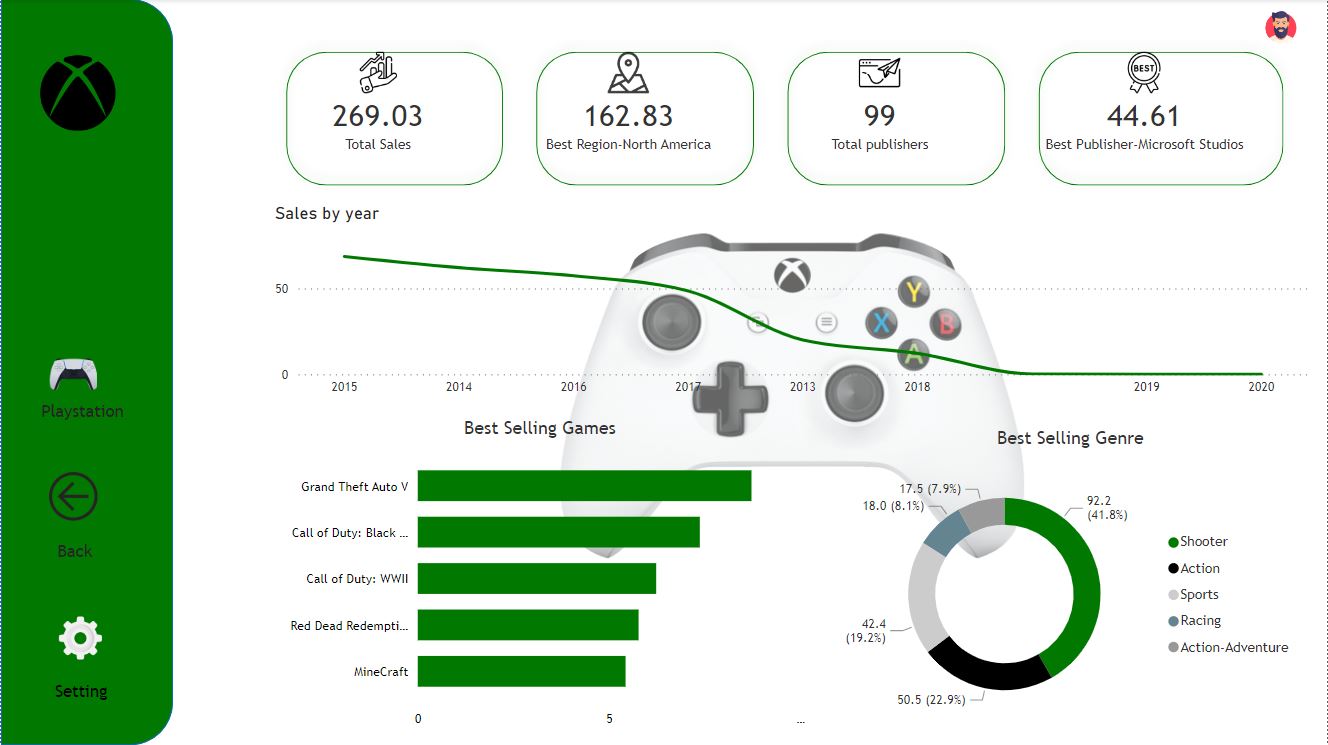 BEST
269.03
Total Sales
162.83
Best Region-North America
99
Total publishers
44.61
Best Publisher-Microsoft Studios
Sales by year
50
0
2015 2014 2016 2017 2013 2018 2019 2020
Y
X
B
A
Playstation
Back
Setting
Best Selling Games
Grand Theft Auto V
Call of Duty: Black ...
Call of Duty: WWII
Red Dead Redempti...
MineCraft
0 5 ...
Best Selling Genre
17.5 (7.9%)
18.0 (8.1%)
92.2
(41.8%)
42.4
(19.2%)
50.5 (22.9%)
Shooter
Action
Sports
Racing
Action-Adventure